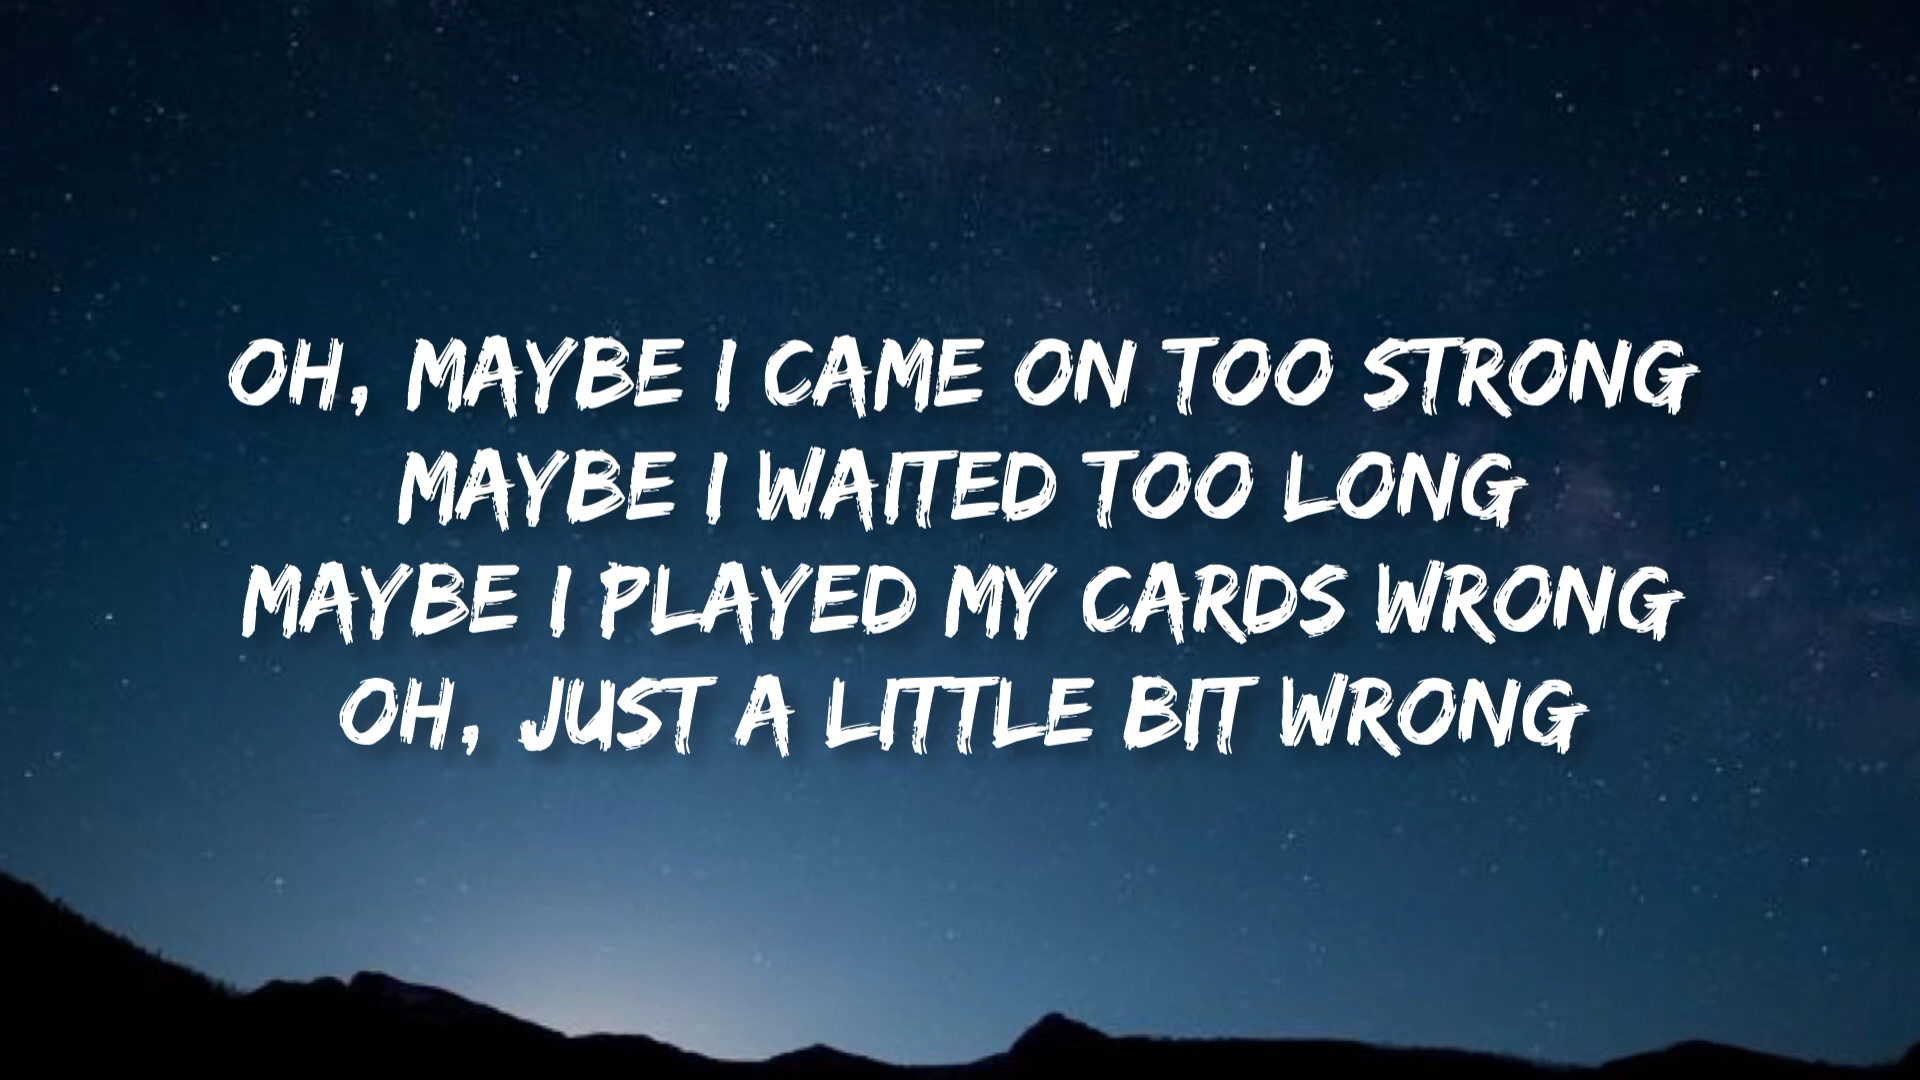 OH, MAYBE I CAME ON TOO STRONG
MAYBE I WAITED TOO LONG
MAYBE I PLAYED MY CARDS WRONG
OH, JUST A LITTLE BIT WRONG